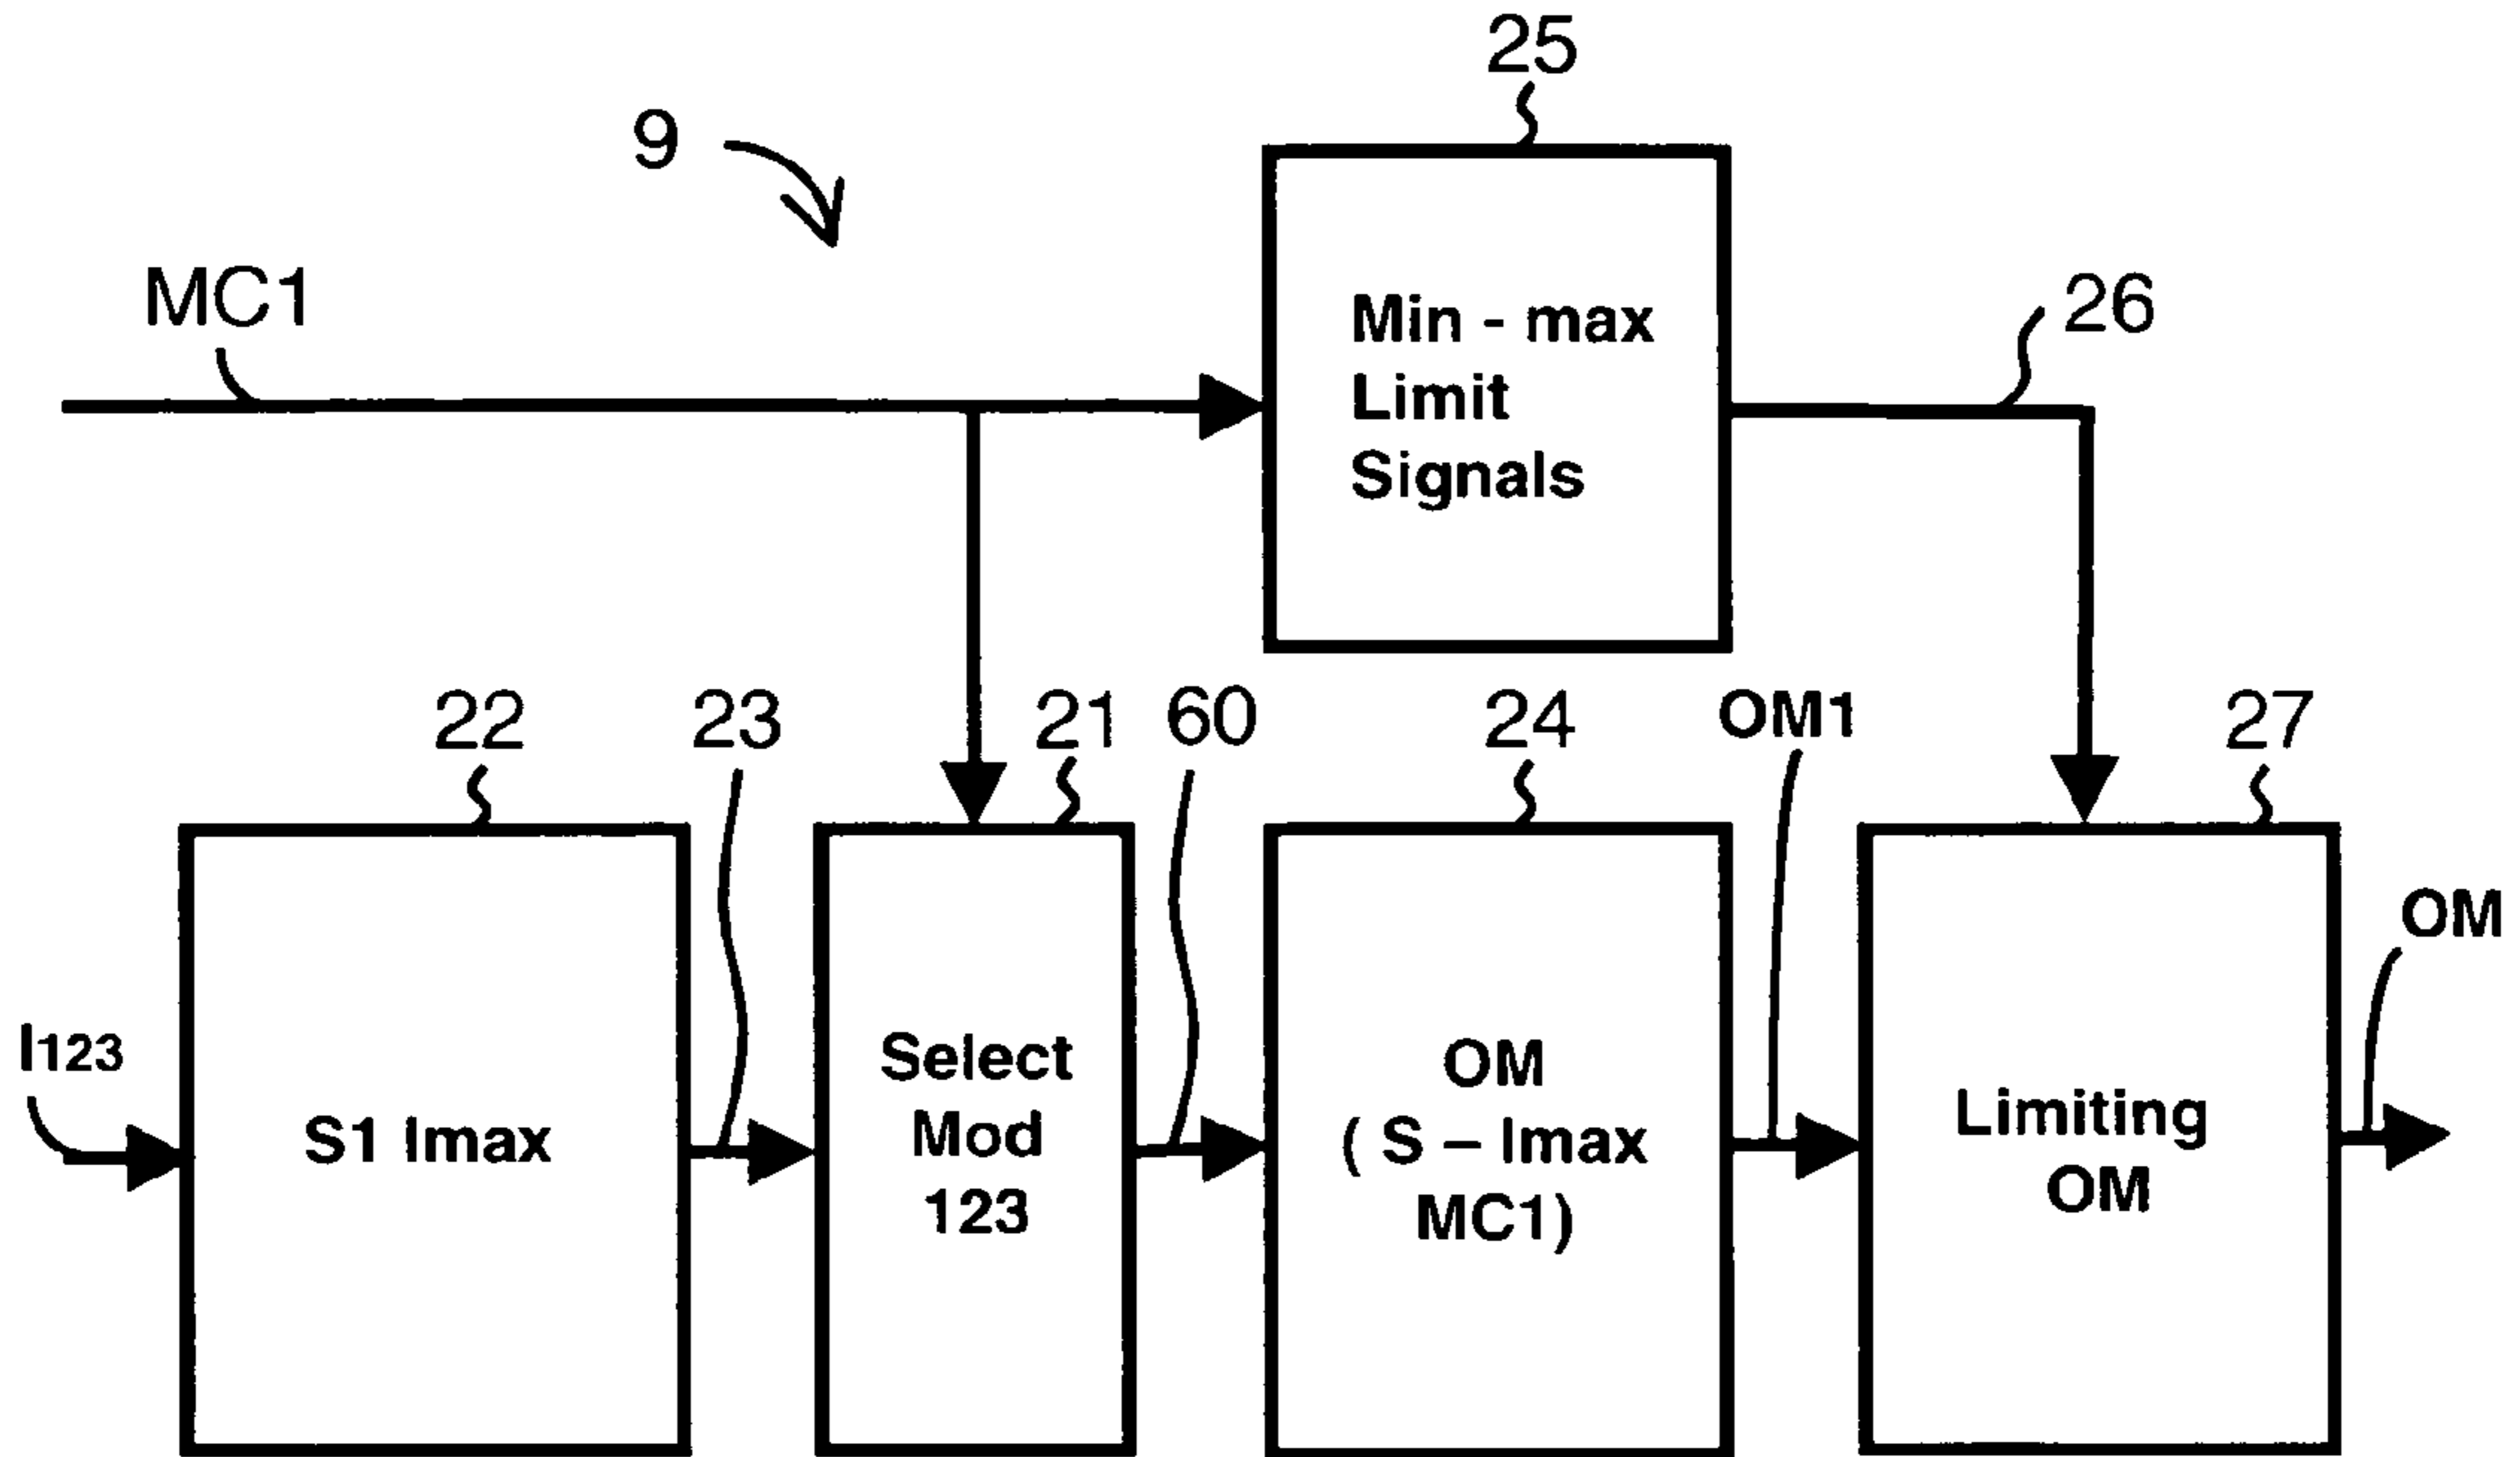 25
9
MC1
26
Min - max
Limit
Signals
22
23
21
60
24
OM1
27
OM
I123
S1 Imax
Select
Mod
123
OM
( S – Imax
MC1)
Limiting
OM